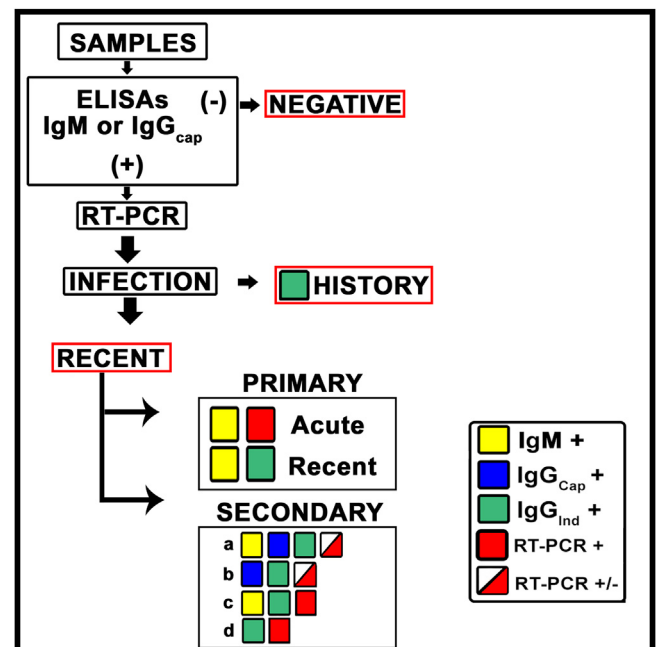 SAMPLES
ELISAs (-)
IgM or IgGcap
(+)
NEGATIVE
RT-PCR
INFECTION
HISTORY
RECENT
PRIMARY
Acute
Recent
SECONDARY
a
b
c
d
IgM +
IgGCap +
IgGInd +
RT-PCR +
RT-PCR +/-